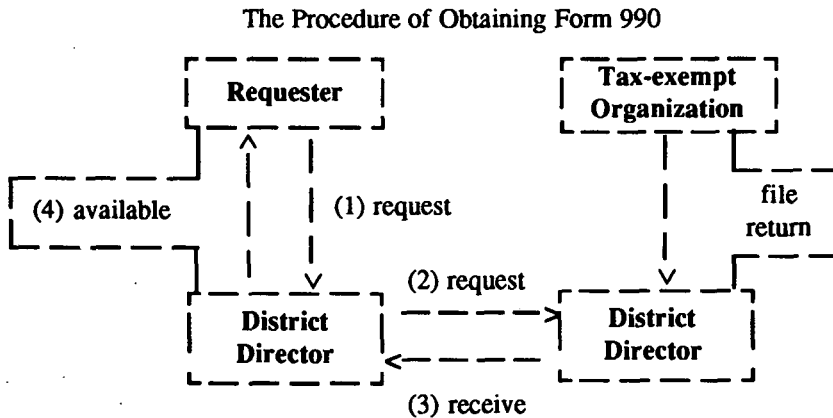 The Procedure of Obtaining Form 990
Requester
Tax-exempt
Organization
(4) available
(1) request
file
return
(2) request
District
Director
District
Director
(3) receive